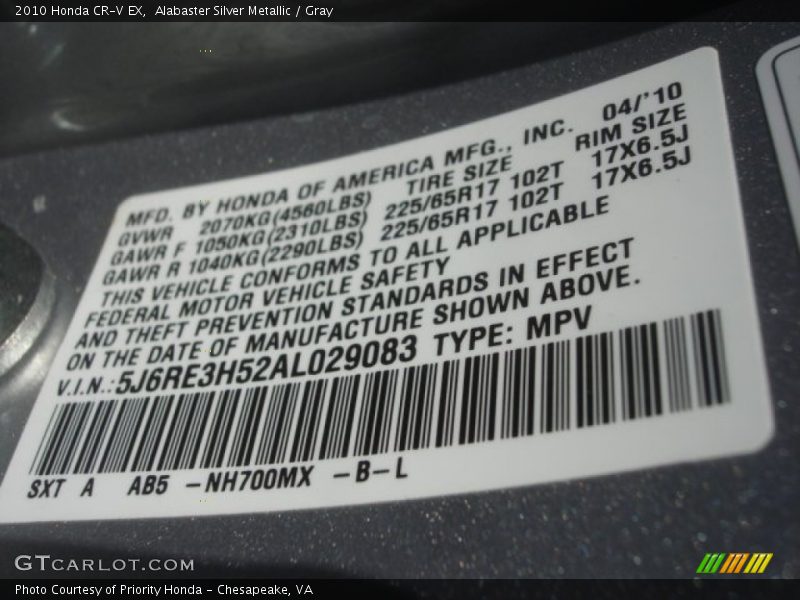 2010 Honda CR-V EX,  Alabaster Silver Metallic / Gray
MFD. BY HONDA OF AMERICA MFG., INC. 04/'10
GVWR 2070KG(4560LBS) TIRE SIZE RIM SIZE
GAWR F 1050KG(2310LBS) 225/65R17 102T 17X6.5J
GAWR R 1040KG(2290LBS) 225/65R17 102T 17X6.5J
THIS VEHICLE CONFORMS TO ALL APPLICABLE
FEDERAL MOTOR VEHICLE SAFETY
AND THEFT PREVENTION STANDARDS IN EFFECT
ON THE DATE OF MANUFACTURE SHOWN ABOVE.
V.I.N.:5J6RE3H52AL029083 TYPE: MPV
SXT A AB5 -NH700MX -B-L
GTCARLOT.COM
Photo Courtesy of Priority Honda - Chesapeake, VA